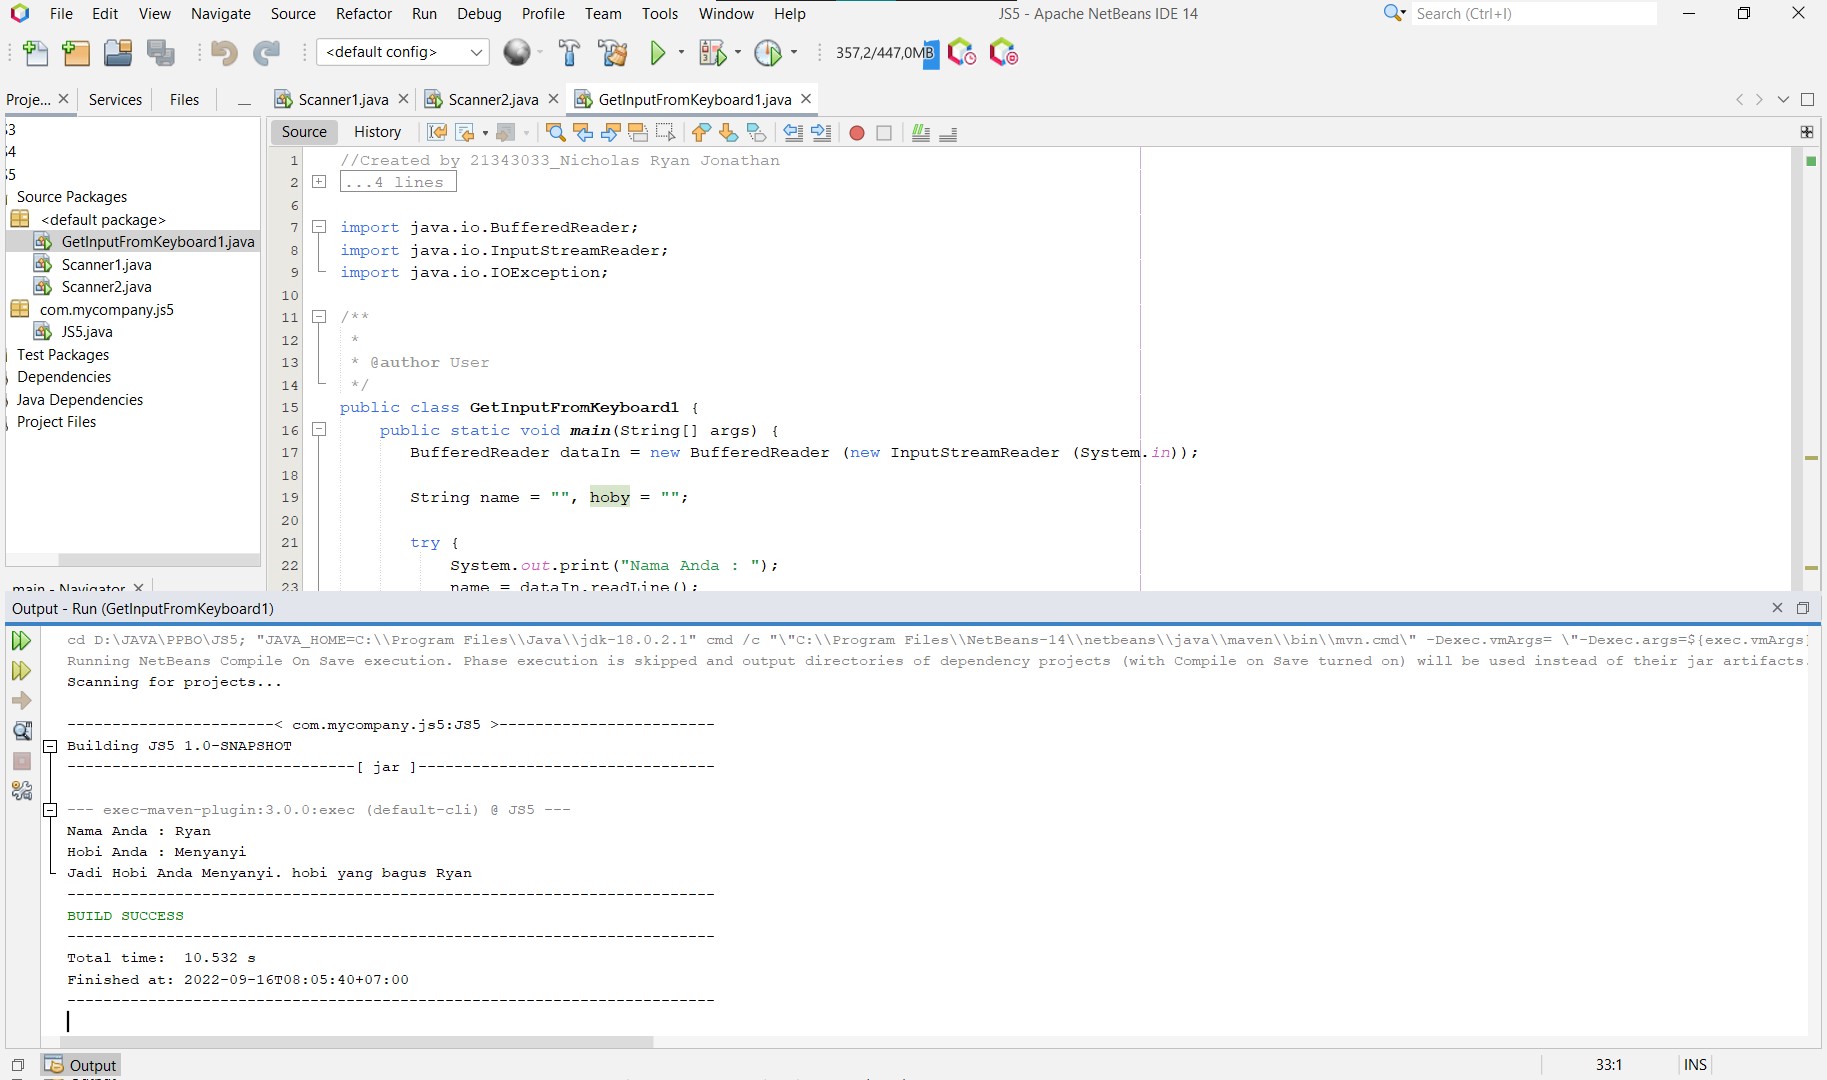 File Edit View Navigate Source Refactor Run Debug Profile Team Tools Window Help JS5 - Apache NetBeans IDE 14 Search (Ctrl+I)
<default config> 357,2/447,0MB
Proje... Services Files Scanner1.java Scanner2.java GetInputFromKeyboard1.java
Source History
Source Packages
<default package>
GetInputFromKeyboard1.java
Scanner1.java
Scanner2.java
com.mycompany.js5
JS5.java
Test Packages
Dependencies
Java Dependencies
Project Files
main - Navigator
1 //Created by 21343033_Nicholas Ryan Jonathan
2 ...4 lines
6
7 import java.io.BufferedReader;
8 import java.io.InputStreamReader;
9 import java.io.IOException;
10
11 /**
12 *
13 * @author User
14 */
15 public class GetInputFromKeyboard1 {
16 public static void main(String[] args) {
17 BufferedReader dataIn = new BufferedReader (new InputStreamReader (System.in));
18
19 String name = "", hoby = "";
20
21 try {
22 System.out.print("Nama Anda : ");
23 name = dataIn.readLine();
Output - Run (GetInputFromKeyboard1)
cd D:\JAVA\PPBO\JS5; "JAVA_HOME=C:\\Program Files\\Java\\jdk-18.0.2.1" cmd /c "\"C:\\Program Files\\NetBeans-14\\netbeans\\java\\maven\\bin\\mvn.cmd\" -Dexec.vmArgs= \"-Dexec.args=${exec.vmArgs}
Running NetBeans Compile On Save execution. Phase execution is skipped and output directories of dependency projects (with Compile on Save turned on) will be used instead of their jar artifacts.
Scanning for projects...
-----------------------< com.mycompany.js5:JS5 >------------------------
Building JS5 1.0-SNAPSHOT
--------------------------------[ jar ]---------------------------------
--- exec-maven-plugin:3.0.0:exec (default-cli) @ JS5 ---
Nama Anda : Ryan
Hobi Anda : Menyanyi
Jadi Hobi Anda Menyanyi. hobi yang bagus Ryan
------------------------------------------------------------------------
BUILD SUCCESS
------------------------------------------------------------------------
Total time:  10.532 s
Finished at: 2022-09-16T08:05:40+07:00
------------------------------------------------------------------------
Output 33:1 INS